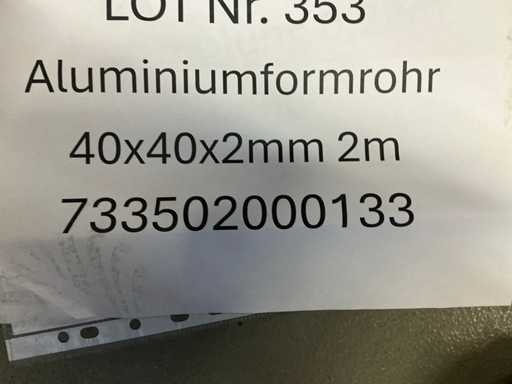 LOT Nr. 353
Aluminiumformrohr
40x40x2mm 2m
733502000133